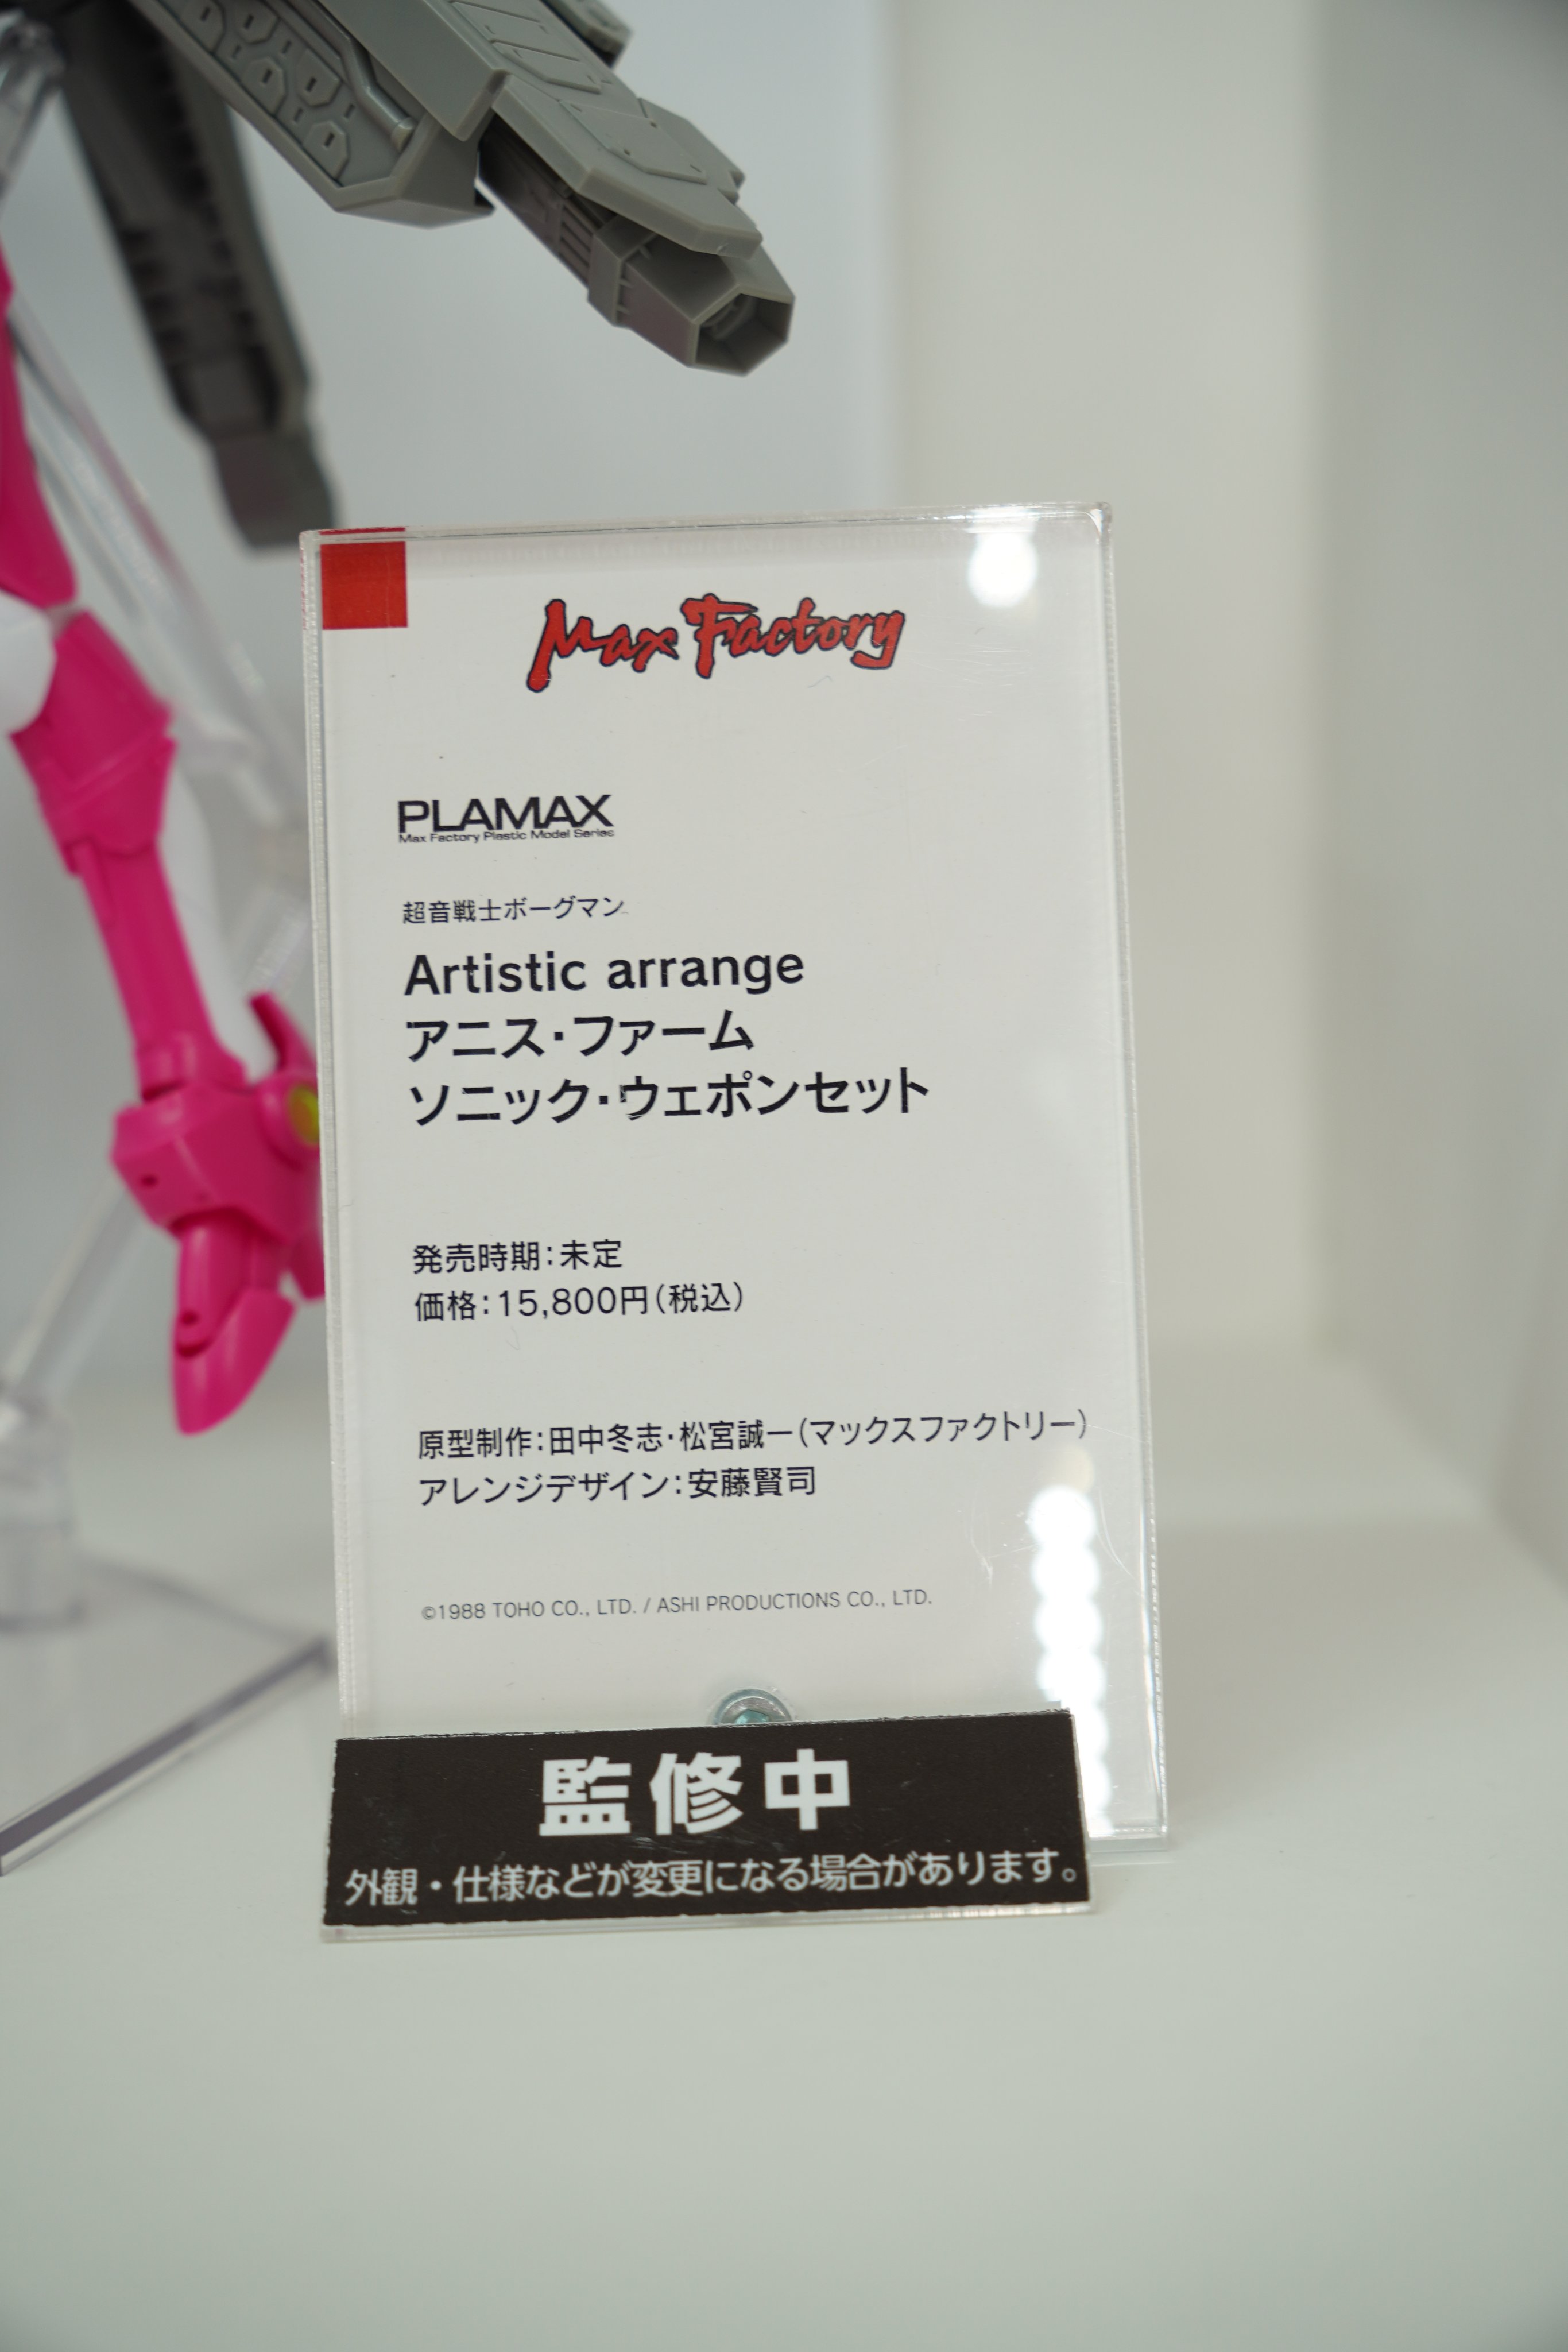 Max Factory
PLAMAX
Max Factory Plastic Model Series
超音戦士ボーグマン
Artistic arrange
アニス・ファーム
ソニック・ウェポンセット
発売時期：未定
価格：15,800円（税込）
原型制作：田中冬志・松宮誠一（マックスファクトリー）
アレンジデザイン：安藤賢司
©1988 TOHO CO., LTD. / ASHI PRODUCTIONS CO., LTD.
監修中
外観・仕様などが変更になる場合があります。